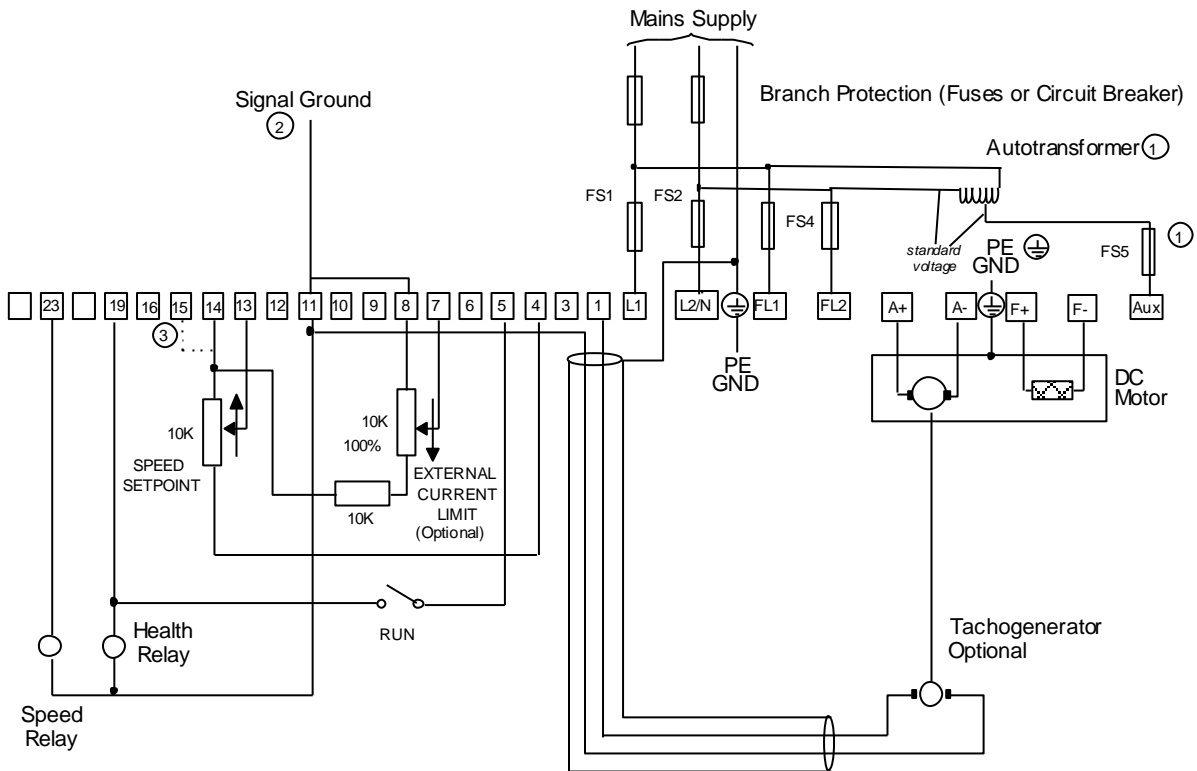 Mains Supply
Signal Ground
2
Branch Protection (Fuses or Circuit Breaker)
Autotransformer 1
FS1
FS2
FS4
standard
voltage
PE
GND
FS5
1
23
19
16
15
14
13
12
11
10
9
8
7
6
5
4
3
1
L1
L2/N
FL1
FL2
A+
A-
F+
F-
Aux
3
PE
GND
DC
Motor
10K
SPEED
SETPOINT
10K
100%
10K
EXTERNAL
CURRENT
LIMIT
(Optional)
RUN
Health
Relay
Speed
Relay
Tachogenerator
Optional